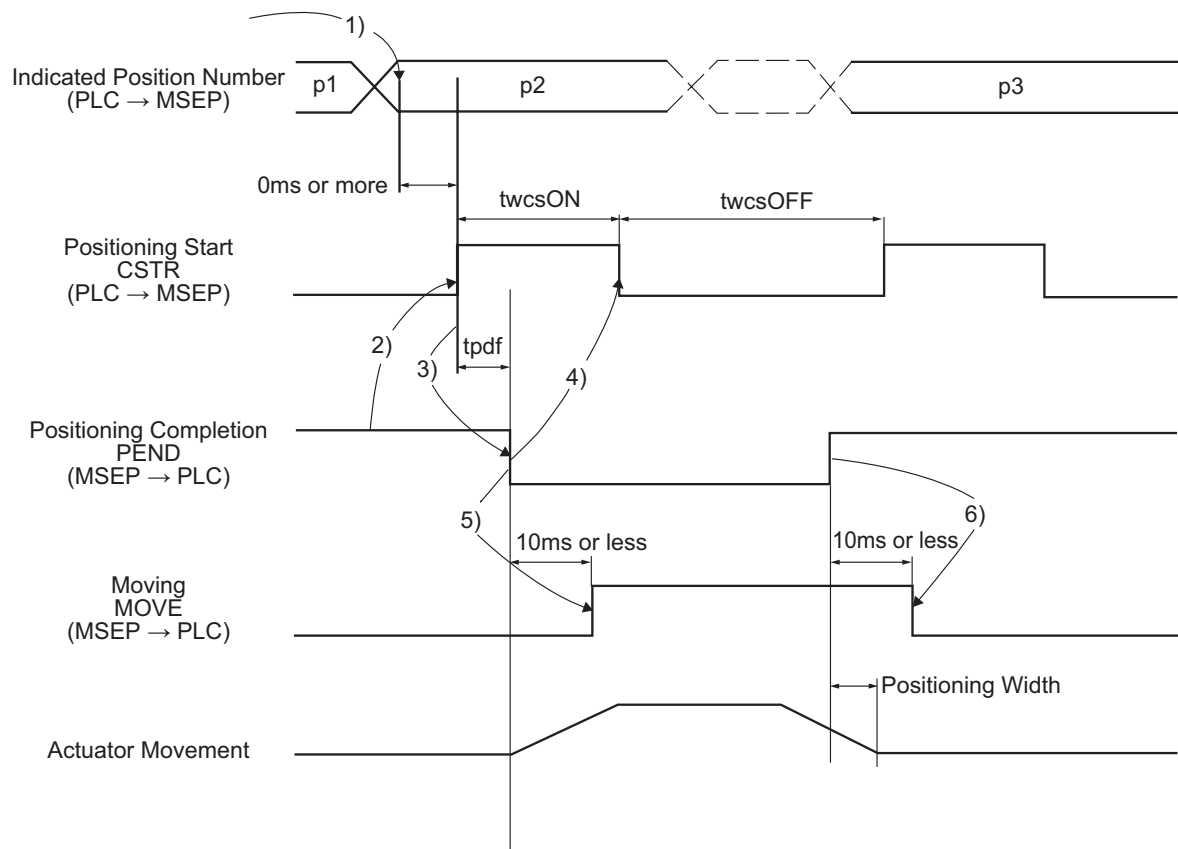 1)
Indicated Position Number
(PLC → MSEP)
p1
p2
p3
0ms or more
twcsON
twcsOFF
Positioning Start
CSTR
(PLC → MSEP)
2)
3)
tpdf
4)
Positioning Completion
PEND
(MSEP → PLC)
5)
6)
10ms or less
10ms or less
Moving
MOVE
(MSEP → PLC)
Positioning Width
Actuator Movement